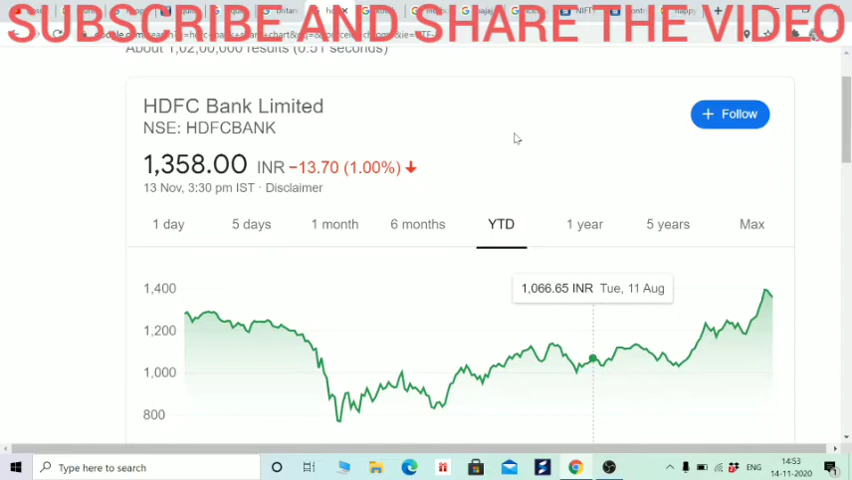 SUBSCRIBE AND SHARE THE VIDEO
About 1,02,00,000 results (0.51 seconds)
HDFC Bank Limited
NSE: HDFCBANK
+ Follow
1,358.00 INR −13.70 (1.00%)
13 Nov, 3:30 pm IST · Disclaimer
1 day 5 days 1 month 6 months YTD 1 year 5 years Max
1,066.65 INR Tue, 11 Aug
1,400
1,200
1,000
800
Type here to search
ENG
14:53
14-11-2020